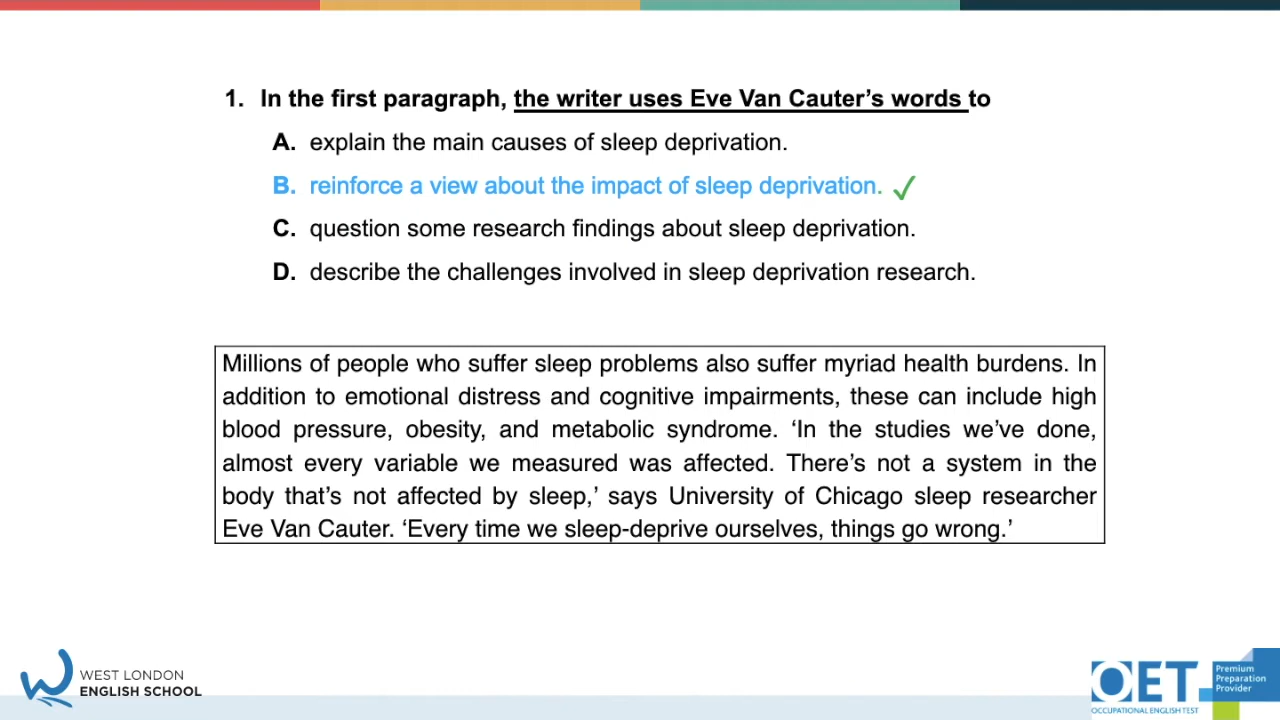 1. In the first paragraph, the writer uses Eve Van Cauter’s words to
A. explain the main causes of sleep deprivation.
B. reinforce a view about the impact of sleep deprivation. ✓
C. question some research findings about sleep deprivation.
D. describe the challenges involved in sleep deprivation research.
Millions of people who suffer sleep problems also suffer myriad health burdens. In
addition to emotional distress and cognitive impairments, these can include high
blood pressure, obesity, and metabolic syndrome. ‘In the studies we’ve done,
almost every variable we measured was affected. There’s not a system in the
body that’s not affected by sleep,’ says University of Chicago sleep researcher
Eve Van Cauter. ‘Every time we sleep-deprive ourselves, things go wrong.’
WEST LONDON
ENGLISH SCHOOL
OET
OCCUPATIONAL ENGLISH TEST
Premium
Preparation
Provider